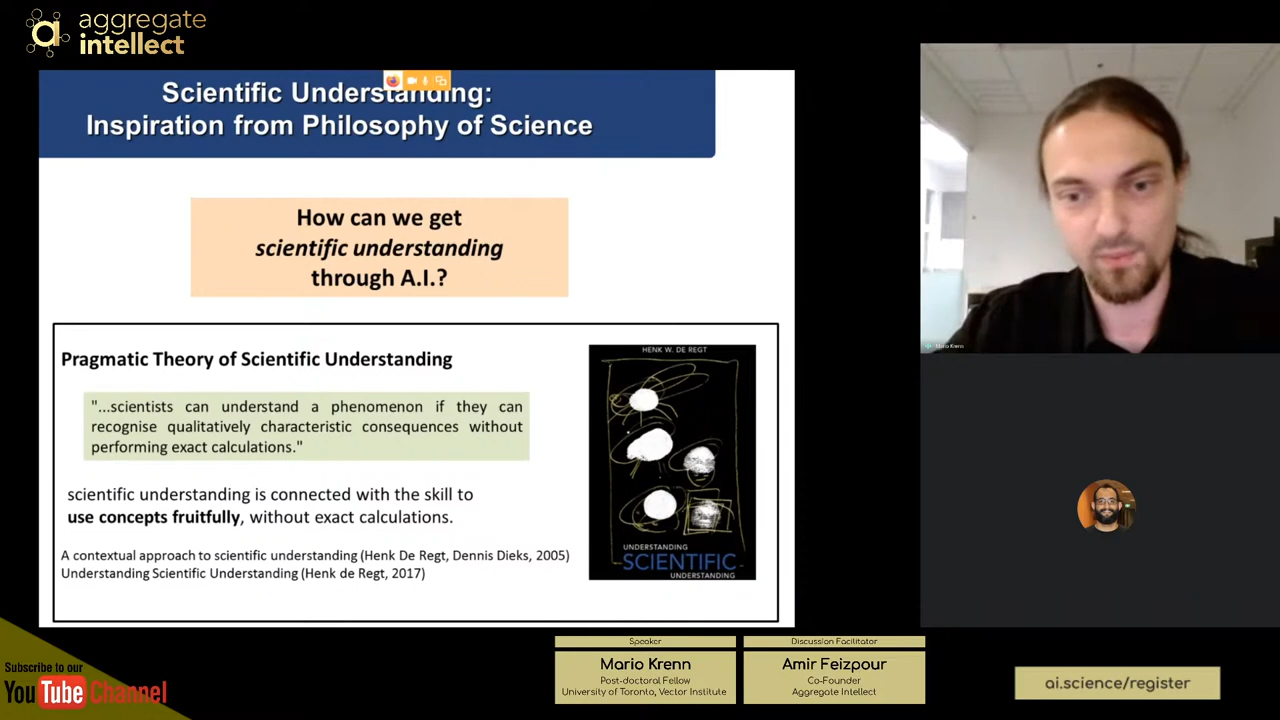 aggregate
intellect
Scientific Understanding:
Inspiration from Philosophy of Science
How can we get
scientific understanding
through A.I.?
Pragmatic Theory of Scientific Understanding
"...scientists can understand a phenomenon if they can
recognise qualitatively characteristic consequences without
performing exact calculations."
scientific understanding is connected with the skill to
use concepts fruitfully, without exact calculations.
A contextual approach to scientific understanding (Henk De Regt, Dennis Dieks, 2005)
Understanding Scientific Understanding (Henk de Regt, 2017)
HENK W. DE REGT
UNDERSTANDING
SCIENTIFIC
UNDERSTANDING
Mario Krenn
Subscribe to our
YouTube Channel
Speaker
Mario Krenn
Post-doctoral Fellow
University of Toronto, Vector Institute
Discussion Facilitator
Amir Feizpour
Co-Founder
Aggregate Intellect
ai.science/register